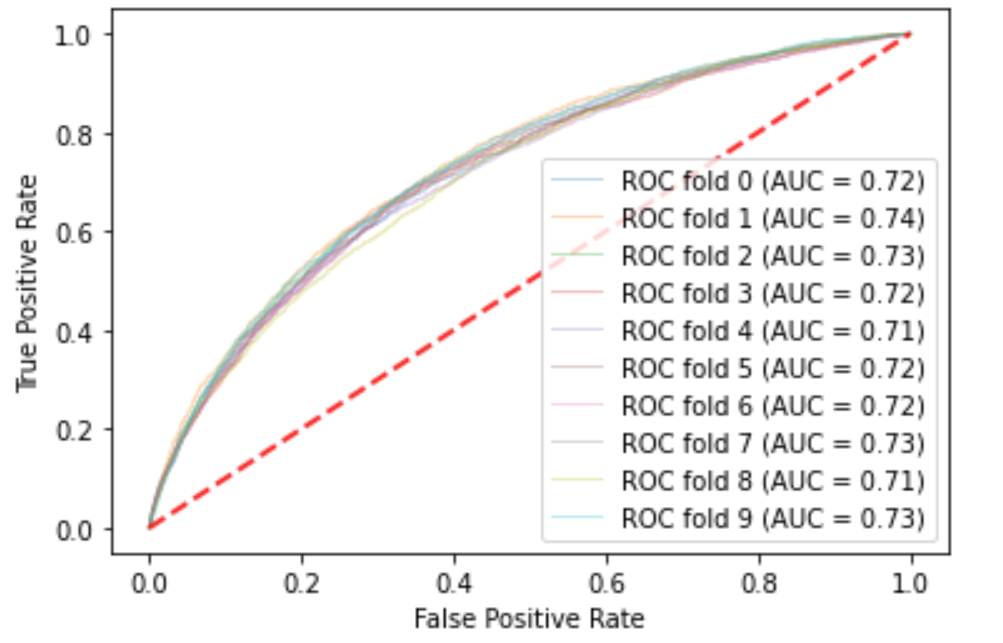 1.0
0.8
0.6
0.4
0.2
0.0
True Positive Rate
ROC fold 0 (AUC = 0.72)
ROC fold 1 (AUC = 0.74)
ROC fold 2 (AUC = 0.73)
ROC fold 3 (AUC = 0.72)
ROC fold 4 (AUC = 0.71)
ROC fold 5 (AUC = 0.72)
ROC fold 6 (AUC = 0.72)
ROC fold 7 (AUC = 0.73)
ROC fold 8 (AUC = 0.71)
ROC fold 9 (AUC = 0.73)
0.0 0.2 0.4 0.6 0.8 1.0
False Positive Rate